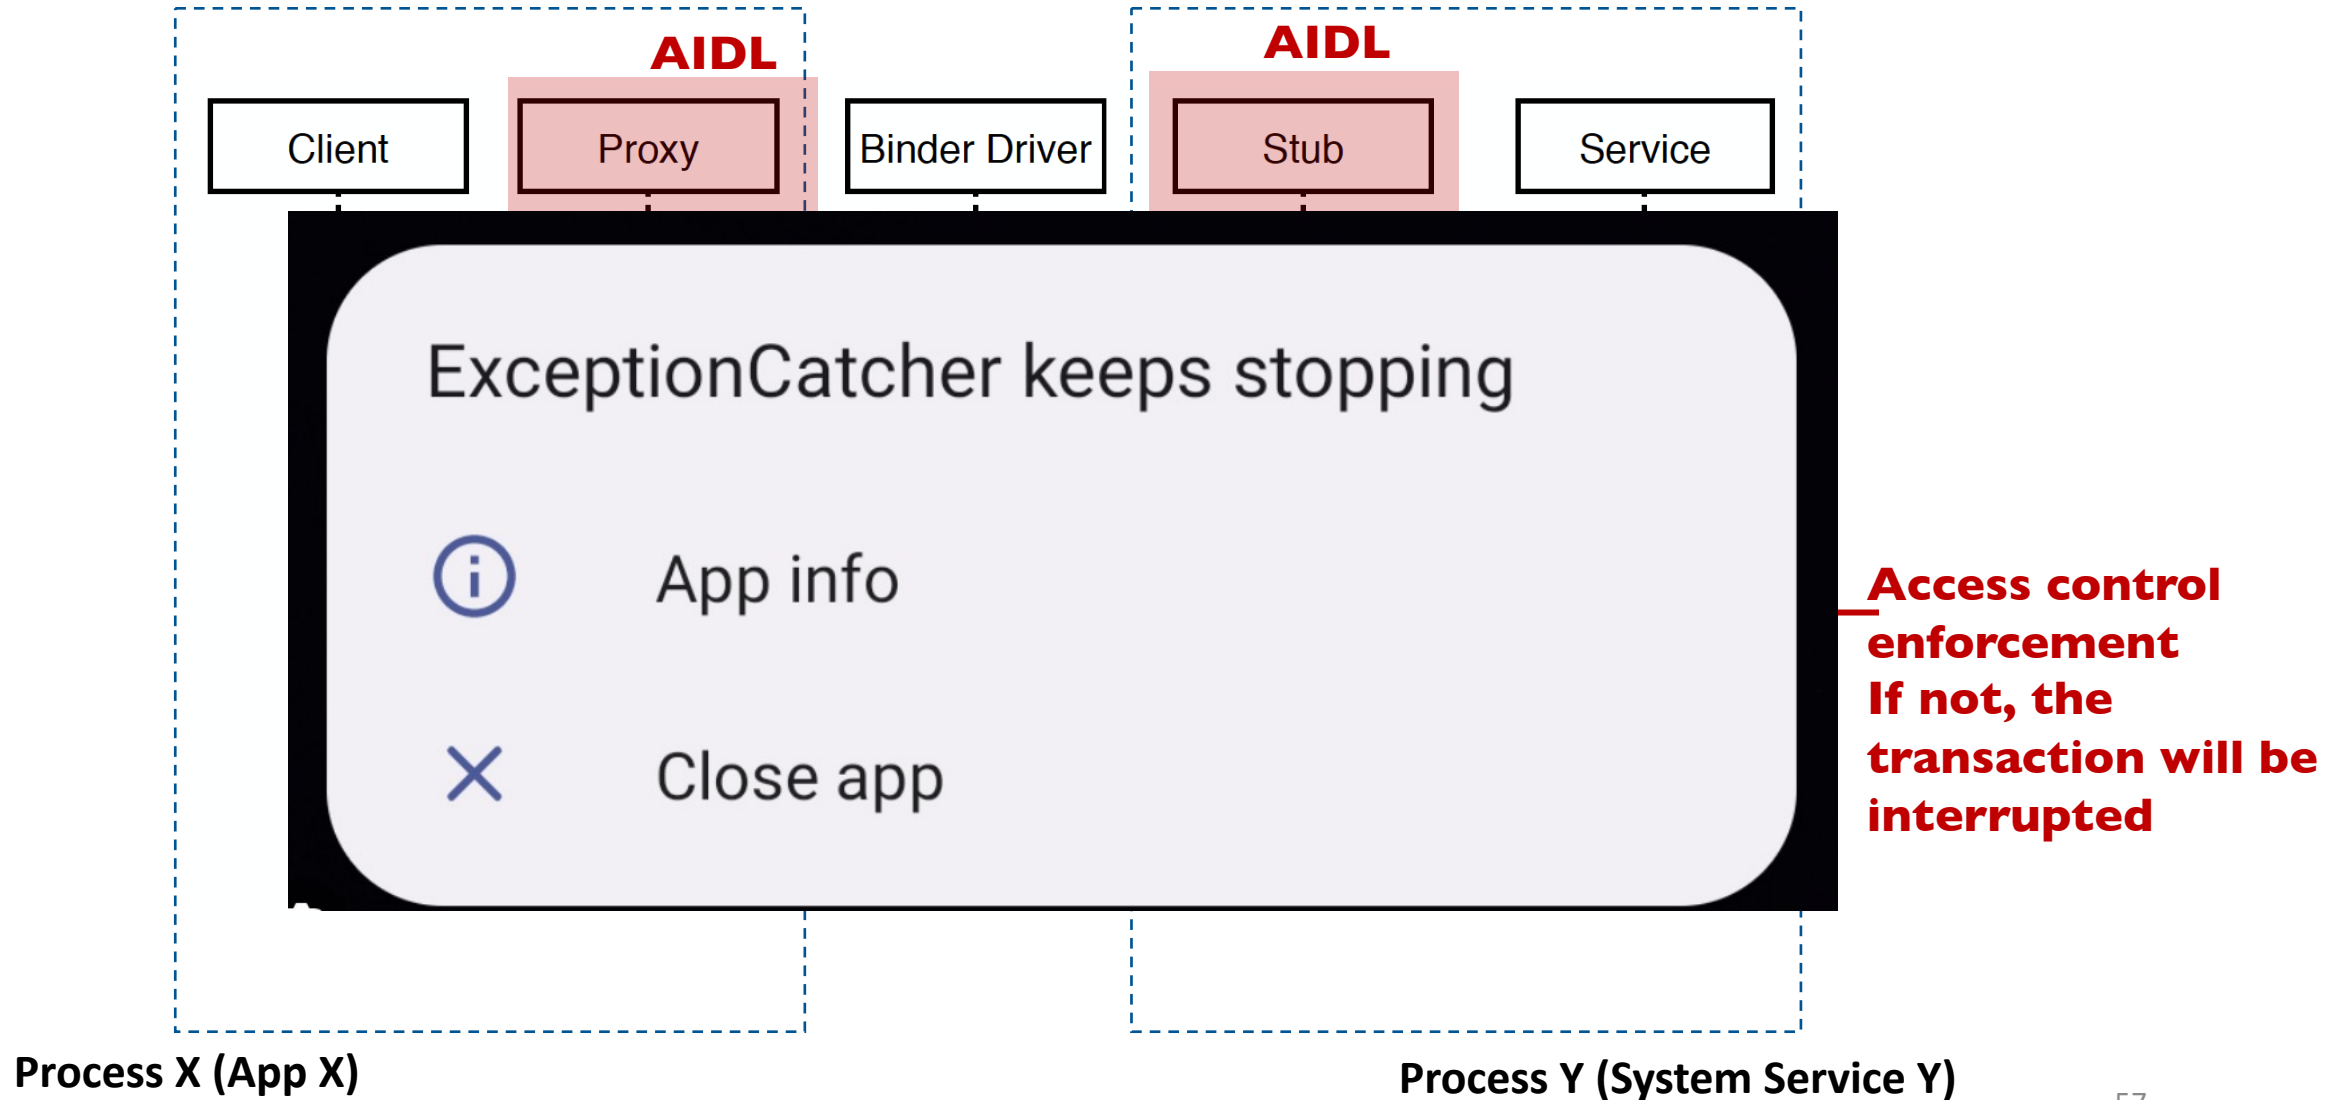 AIDL
AIDL
Client
Proxy
Binder Driver
Stub
Service
ExceptionCatcher keeps stopping
App info
Close app
Access control
enforcement
If not, the
transaction will be
interrupted
Process X (App X)
Process Y (System Service Y)
57